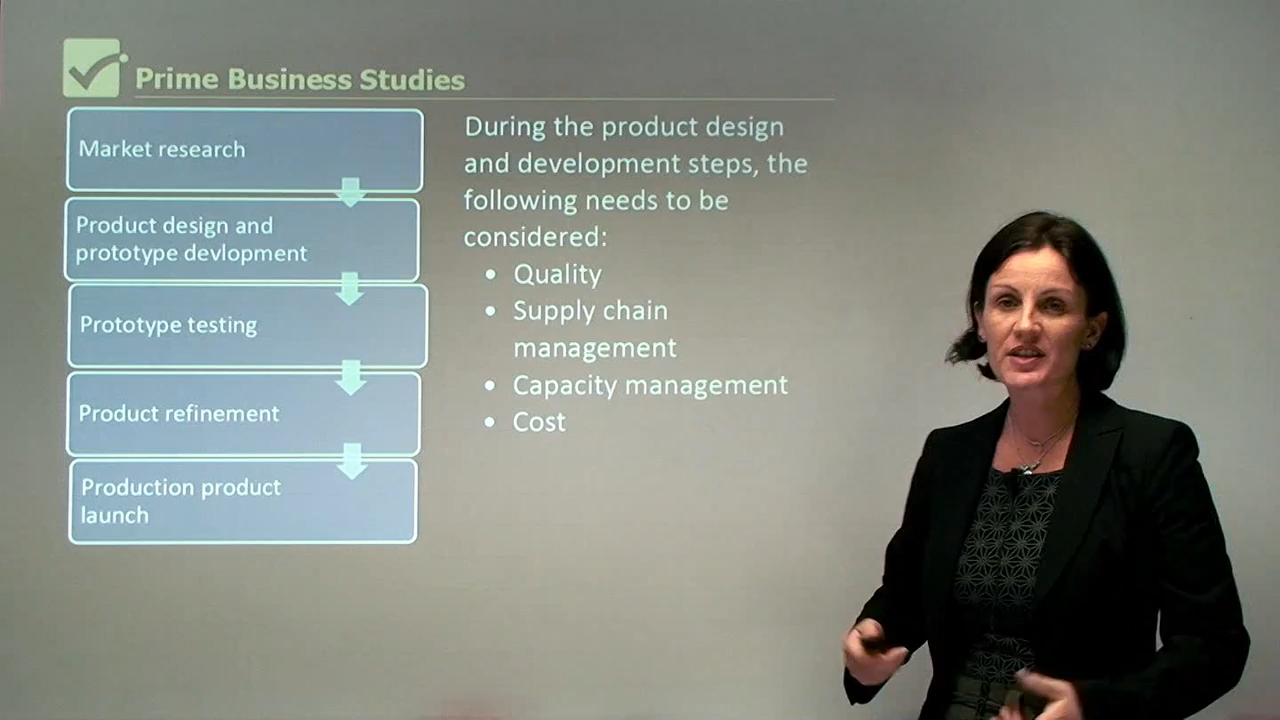 Prime Business Studies
Market research
Product design and
prototype devlopment
Prototype testing
Product refinement
Production product
launch
During the product design
and development steps, the
following needs to be
considered:
• Quality
• Supply chain
management
• Capacity management
• Cost